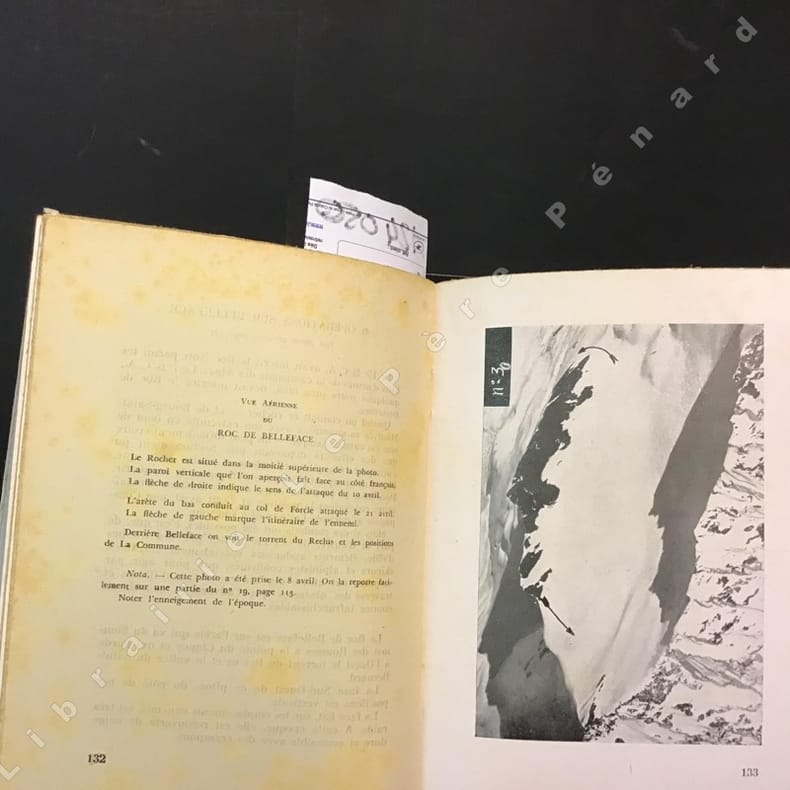 VUE AÉRIENNE
DU
ROC DE BELLEFACE
Le Rocher est situé dans la moitié supérieure de la photo.
La paroi verticale que l'on aperçoit fait face au côté français.
La flèche de droite indique le sens de l'attaque du 10 avril.
L'arête du bas conduit au col de Forcle attaqué le 21 avril.
La flèche de gauche marque l'itinéraire de l'ennemi.
Derrière Belleface on voit le torrent du Reclus et les positions
de La Commune.
Nota. — Cette photo a été prise le 8 avril. On la reporte faci-
lement sur une partie du n° 19, page 115.
Noter l'enneigement de l'époque.
132
n° 30
133
Librairie Le Père Pénard